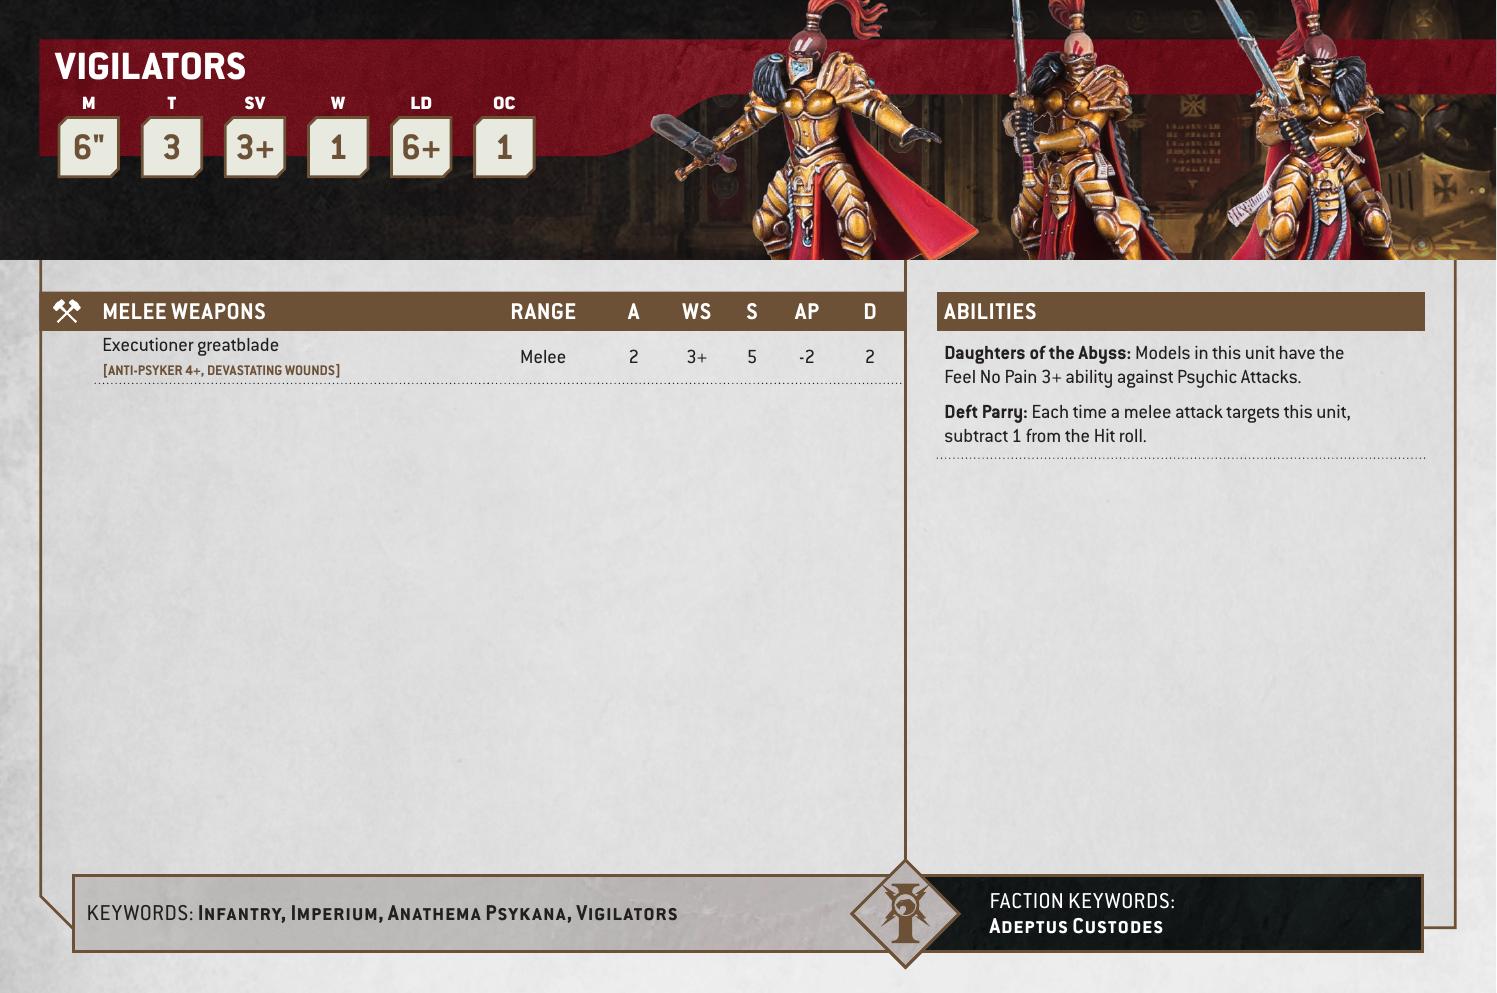 VIGILATORS
M T SV W LD OC
6" 3 3+ 1 6+ 1
MELEE WEAPONS RANGE A WS S AP D
Executioner greatblade
[ANTI-PSYKER 4+, DEVASTATING WOUNDS]
Melee 2 3+ 5 -2 2
ABILITIES
Daughters of the Abyss: Models in this unit have the
Feel No Pain 3+ ability against Psychic Attacks.
Deft Parry: Each time a melee attack targets this unit,
subtract 1 from the Hit roll.
KEYWORDS: INFANTRY, IMPERIUM, ANATHEMA PSYKANA, VIGILATORS
FACTION KEYWORDS:
ADEPTUS CUSTODES